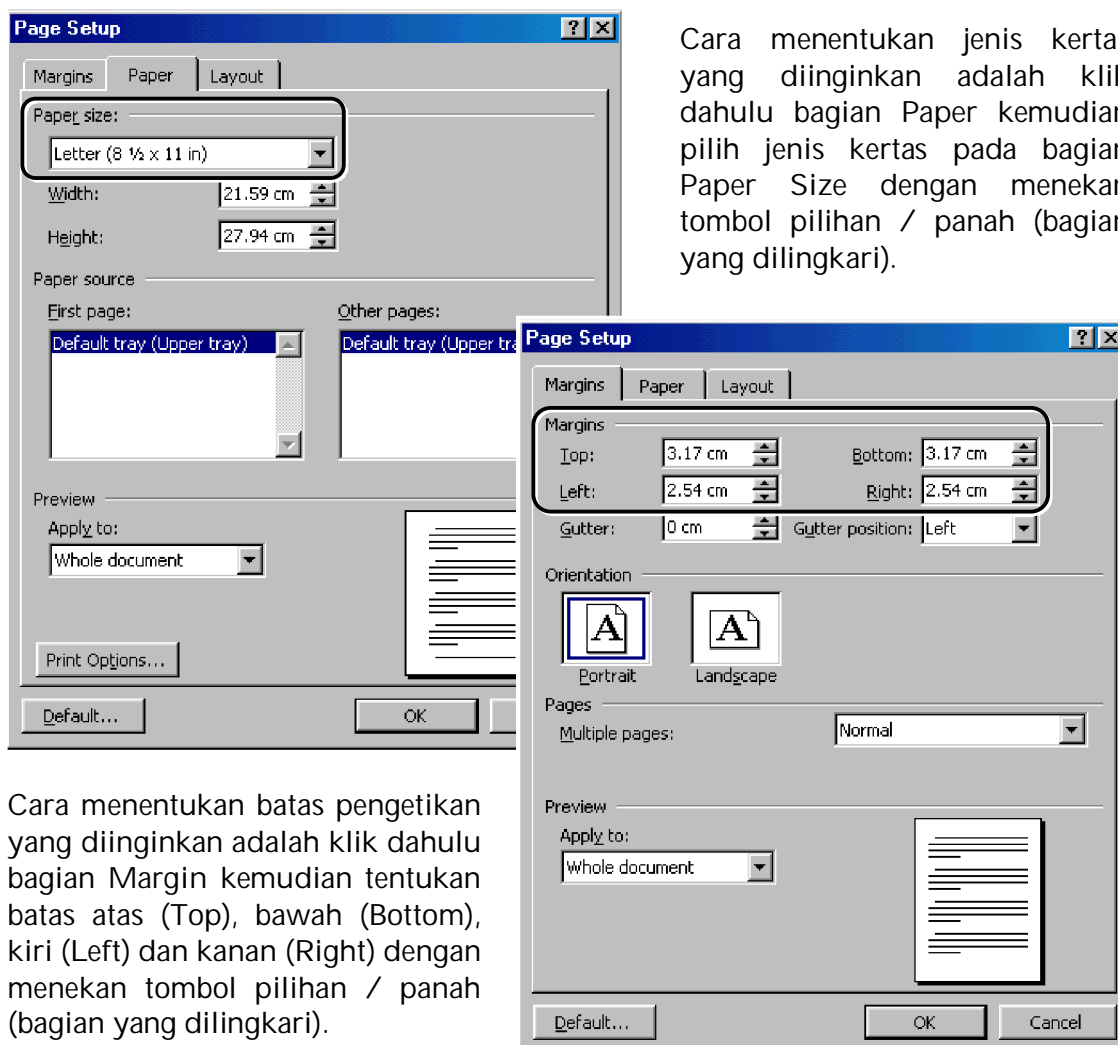 Page Setup
Margins Paper Layout
Paper size:
Letter (8 ½ x 11 in)
Width: 21.59 cm
Height: 27.94 cm
Paper source
First page: Other pages:
Default tray (Upper tray) Default tray (Upper tra
Preview
Apply to:
Whole document
Print Options...
Default... OK
Cara menentukan jenis kerta
yang diinginkan adalah klik
dahulu bagian Paper kemudian
pilih jenis kertas pada bagian
Paper Size dengan menekan
tombol pilihan / panah (bagian
yang dilingkari).
Page Setup
Margins Paper Layout
Margins
Top: 3.17 cm Bottom: 3.17 cm
Left: 2.54 cm Right: 2.54 cm
Gutter: 0 cm Gutter position: Left
Orientation
A A
Portrait Landscape
Pages
Multiple pages: Normal
Preview
Apply to:
Whole document
Default... OK Cancel
Cara menentukan batas pengetikan
yang diinginkan adalah klik dahulu
bagian Margin kemudian tentukan
batas atas (Top), bawah (Bottom),
kiri (Left) dan kanan (Right) dengan
menekan tombol pilihan / panah
(bagian yang dilingkari).